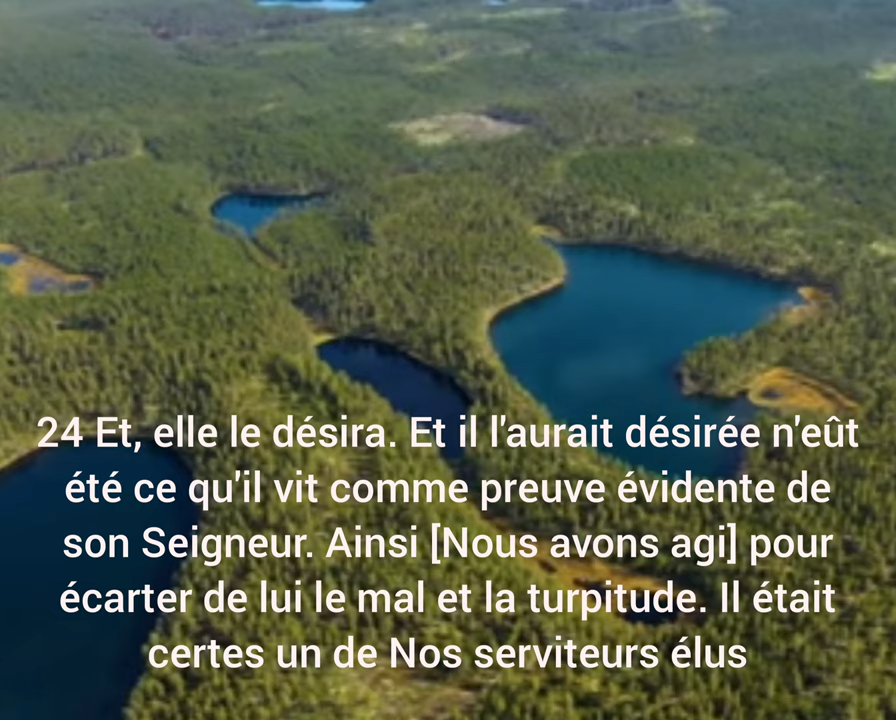 24 Et, elle le désira. Et il l'aurait désirée n'eût
été ce qu'il vit comme preuve évidente de
son Seigneur. Ainsi [Nous avons agi] pour
écarter de lui le mal et la turpitude. Il était
certes un de Nos serviteurs élus